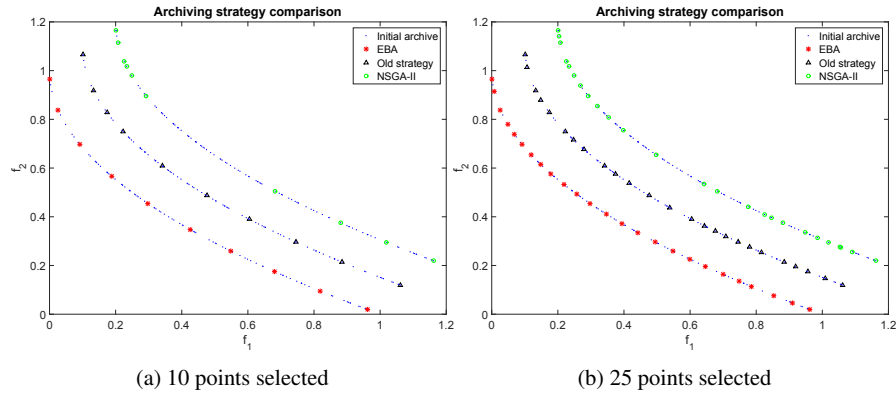 Archiving strategy comparison
Initial archive
EBA
Old strategy
NSGA-II
f2
1.2
1
0.8
0.6
0.4
0.2
0
0 0.2 0.4 0.6 0.8 1 1.2
f1
(a) 10 points selected
Archiving strategy comparison
Initial archive
EBA
Old strategy
NSGA-II
f2
1.2
1
0.8
0.6
0.4
0.2
0
0 0.2 0.4 0.6 0.8 1 1.2
f1
(b) 25 points selected